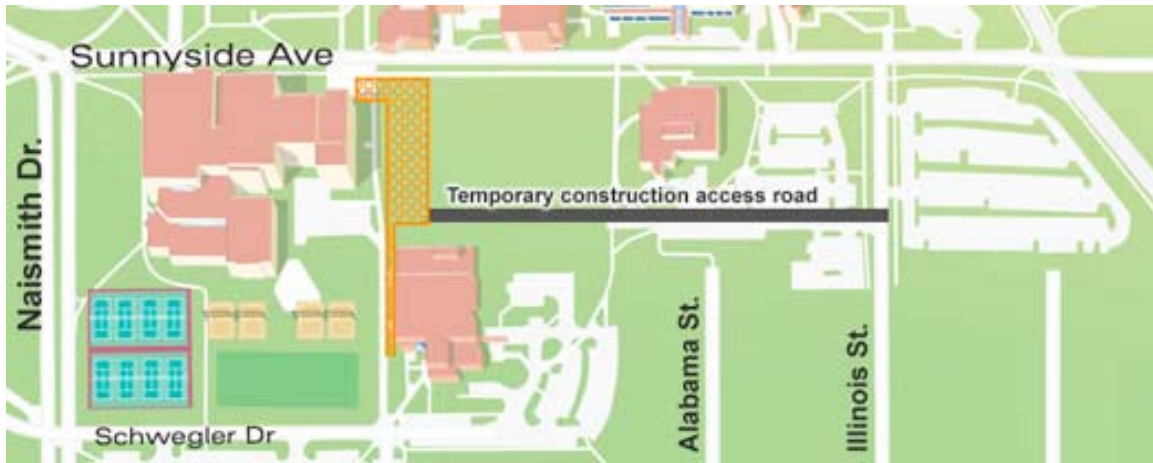 Sunnyside Ave
Naismith Dr.
Temporary construction access road
Alabama St.
Illinois St.
Schwegler Dr